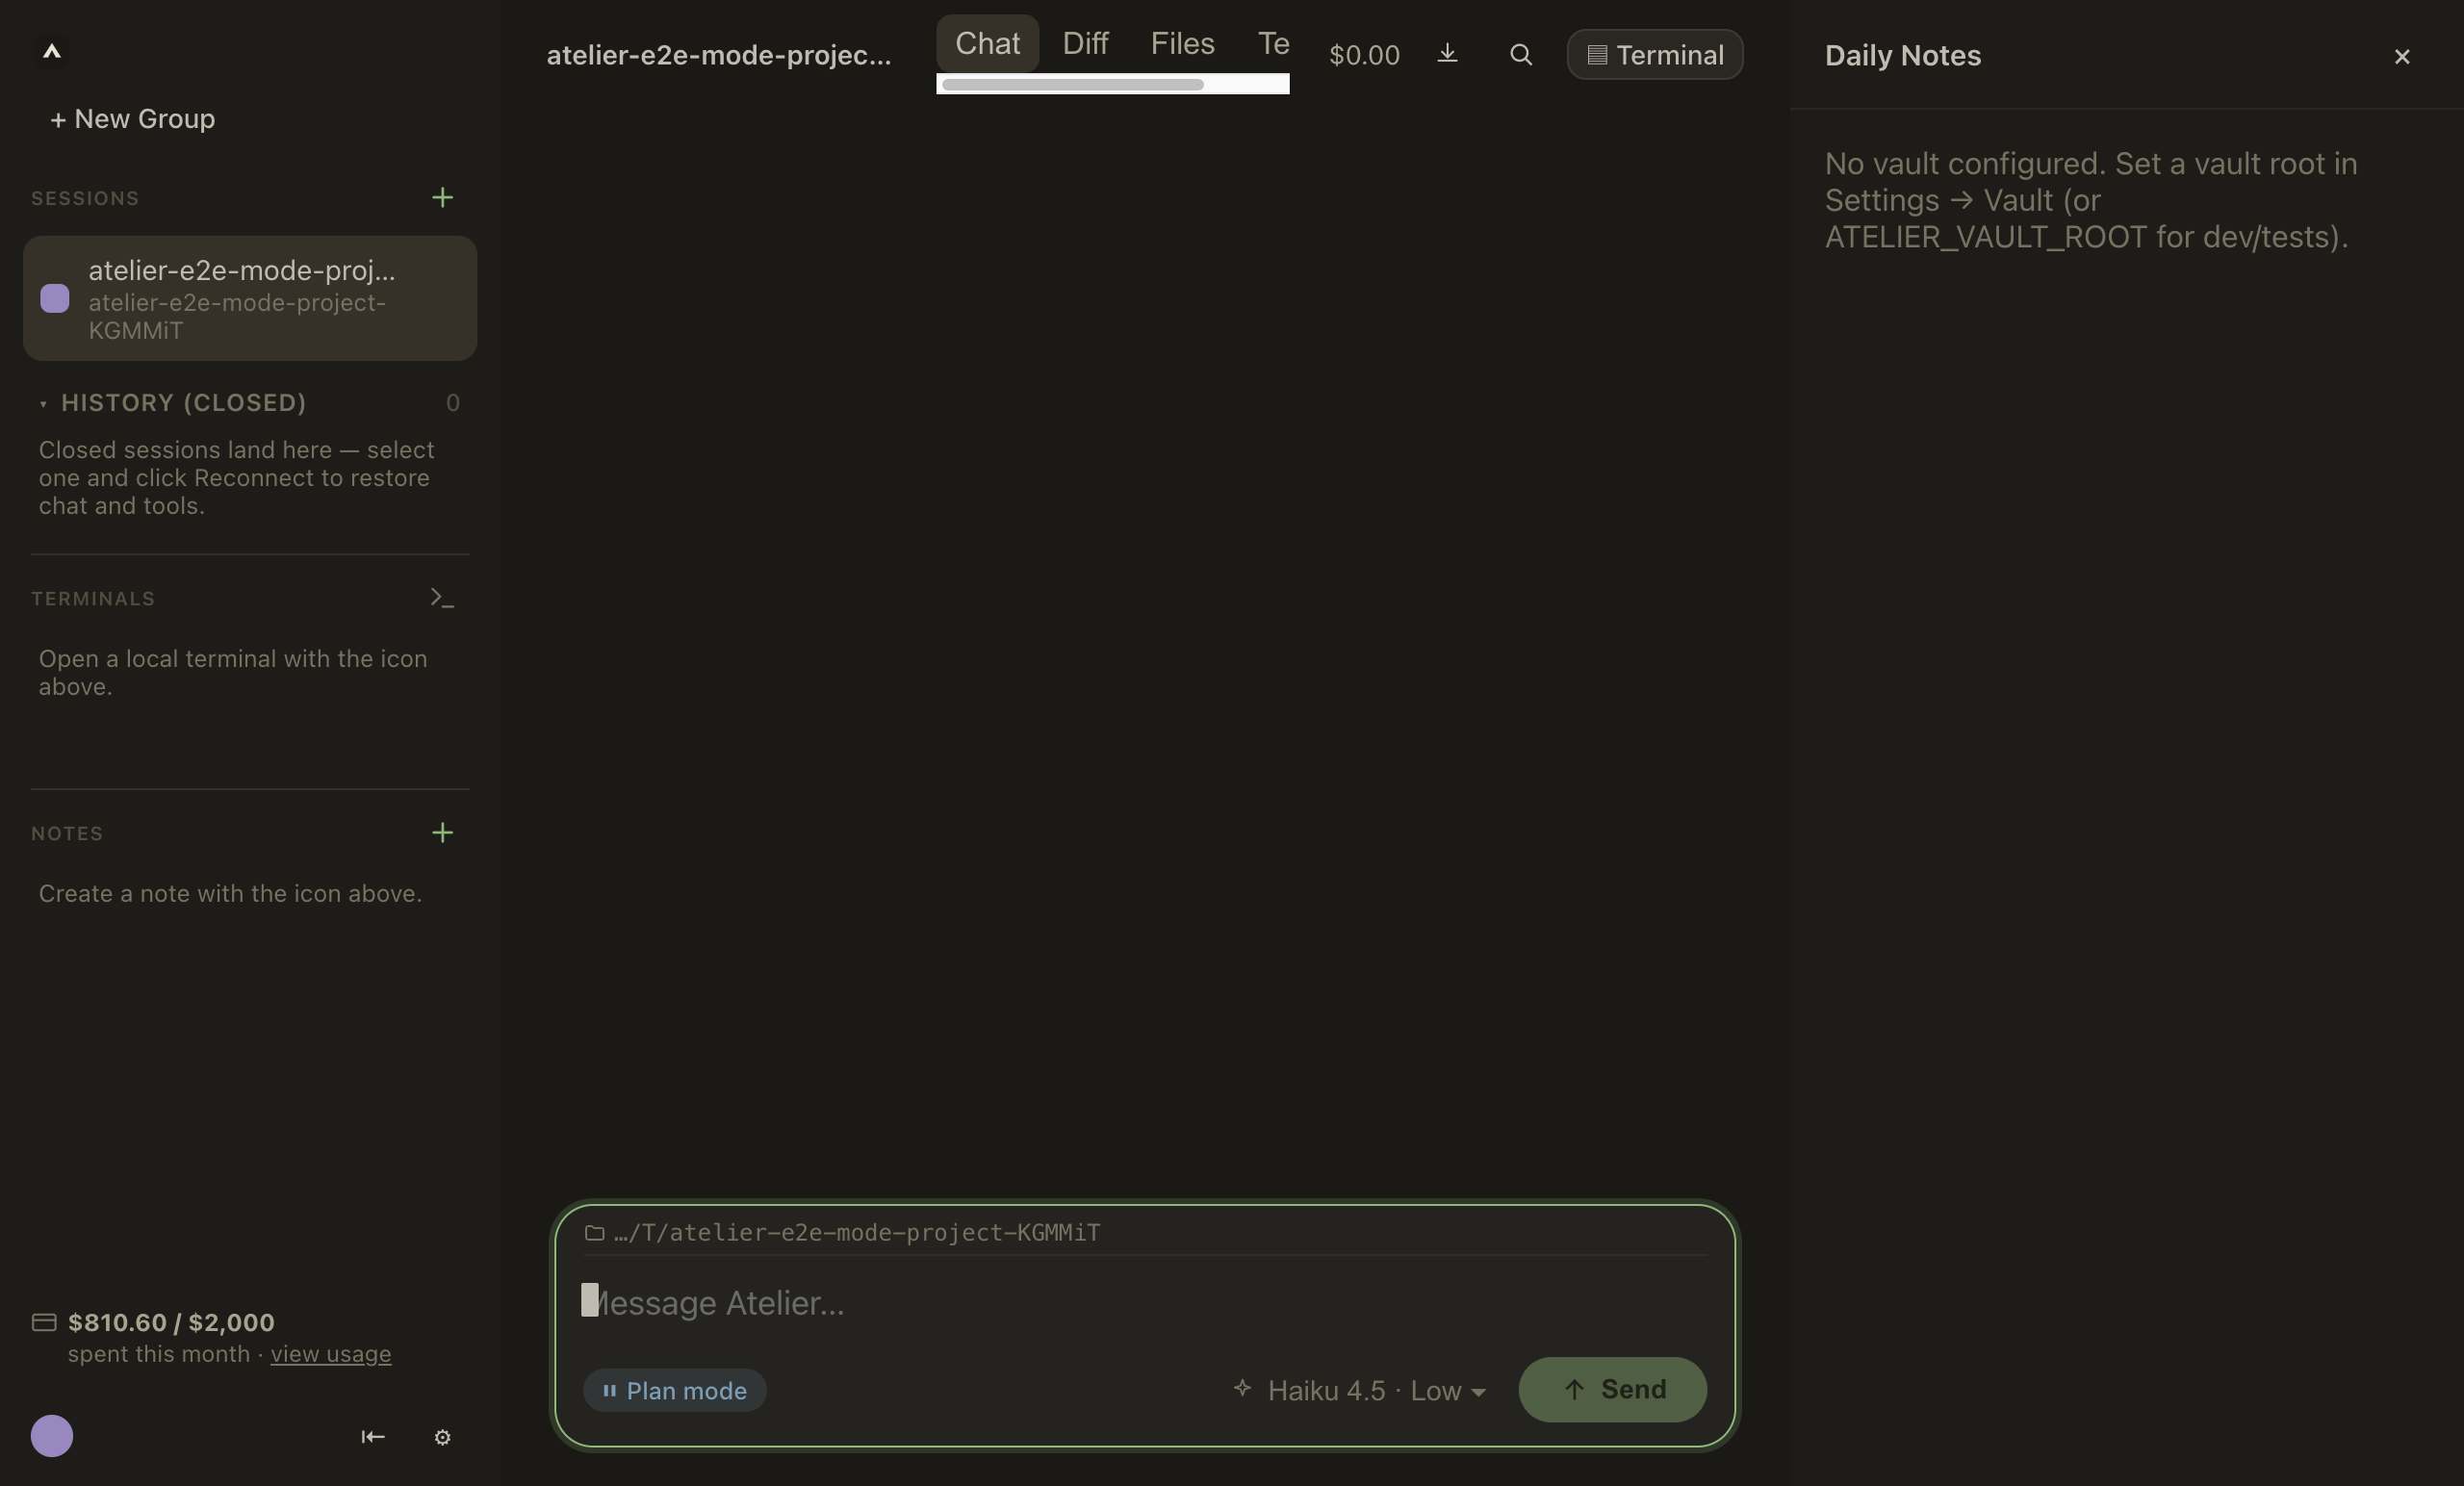 + New Group
SESSIONS
atelier-e2e-mode-proj...
atelier-e2e-mode-project-
KGMMiT
HISTORY (CLOSED) 0
Closed sessions land here — select
one and click Reconnect to restore
chat and tools.
TERMINALS
Open a local terminal with the icon
above.
NOTES
Create a note with the icon above.
$810.60 / $2,000
spent this month · view usage
atelier-e2e-mode-projec... Chat Diff Files Te $0.00 Terminal
…/T/atelier-e2e-mode-project-KGMMiT
Message Atelier...
Plan mode Haiku 4.5 · Low Send
Daily Notes
No vault configured. Set a vault root in
Settings → Vault (or
ATELIER_VAULT_ROOT for dev/tests).